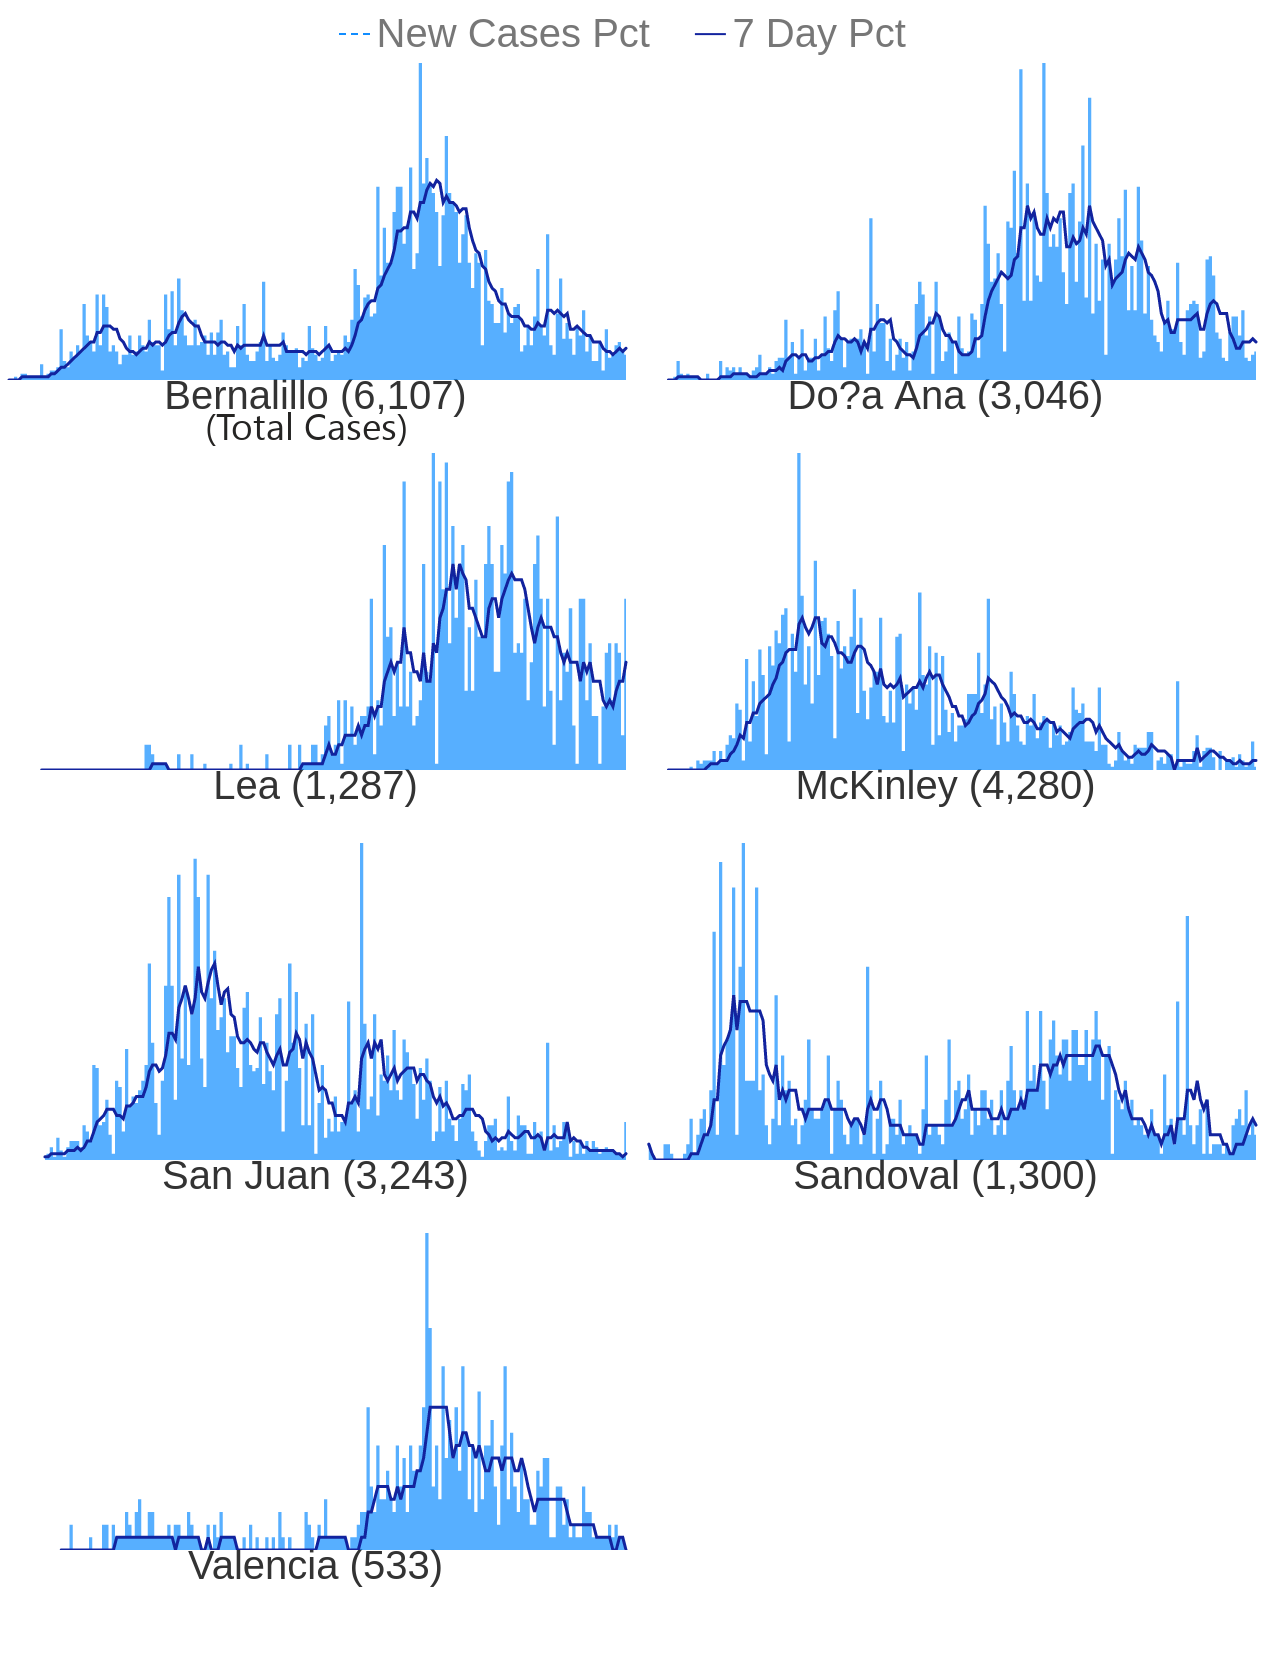 New Cases Pct 7 Day Pct
Bernalillo (6,107) Do?a Ana (3,046)
(Total Cases)
Lea (1,287) McKinley (4,280)
San Juan (3,243) Sandoval (1,300)
Valencia (533)